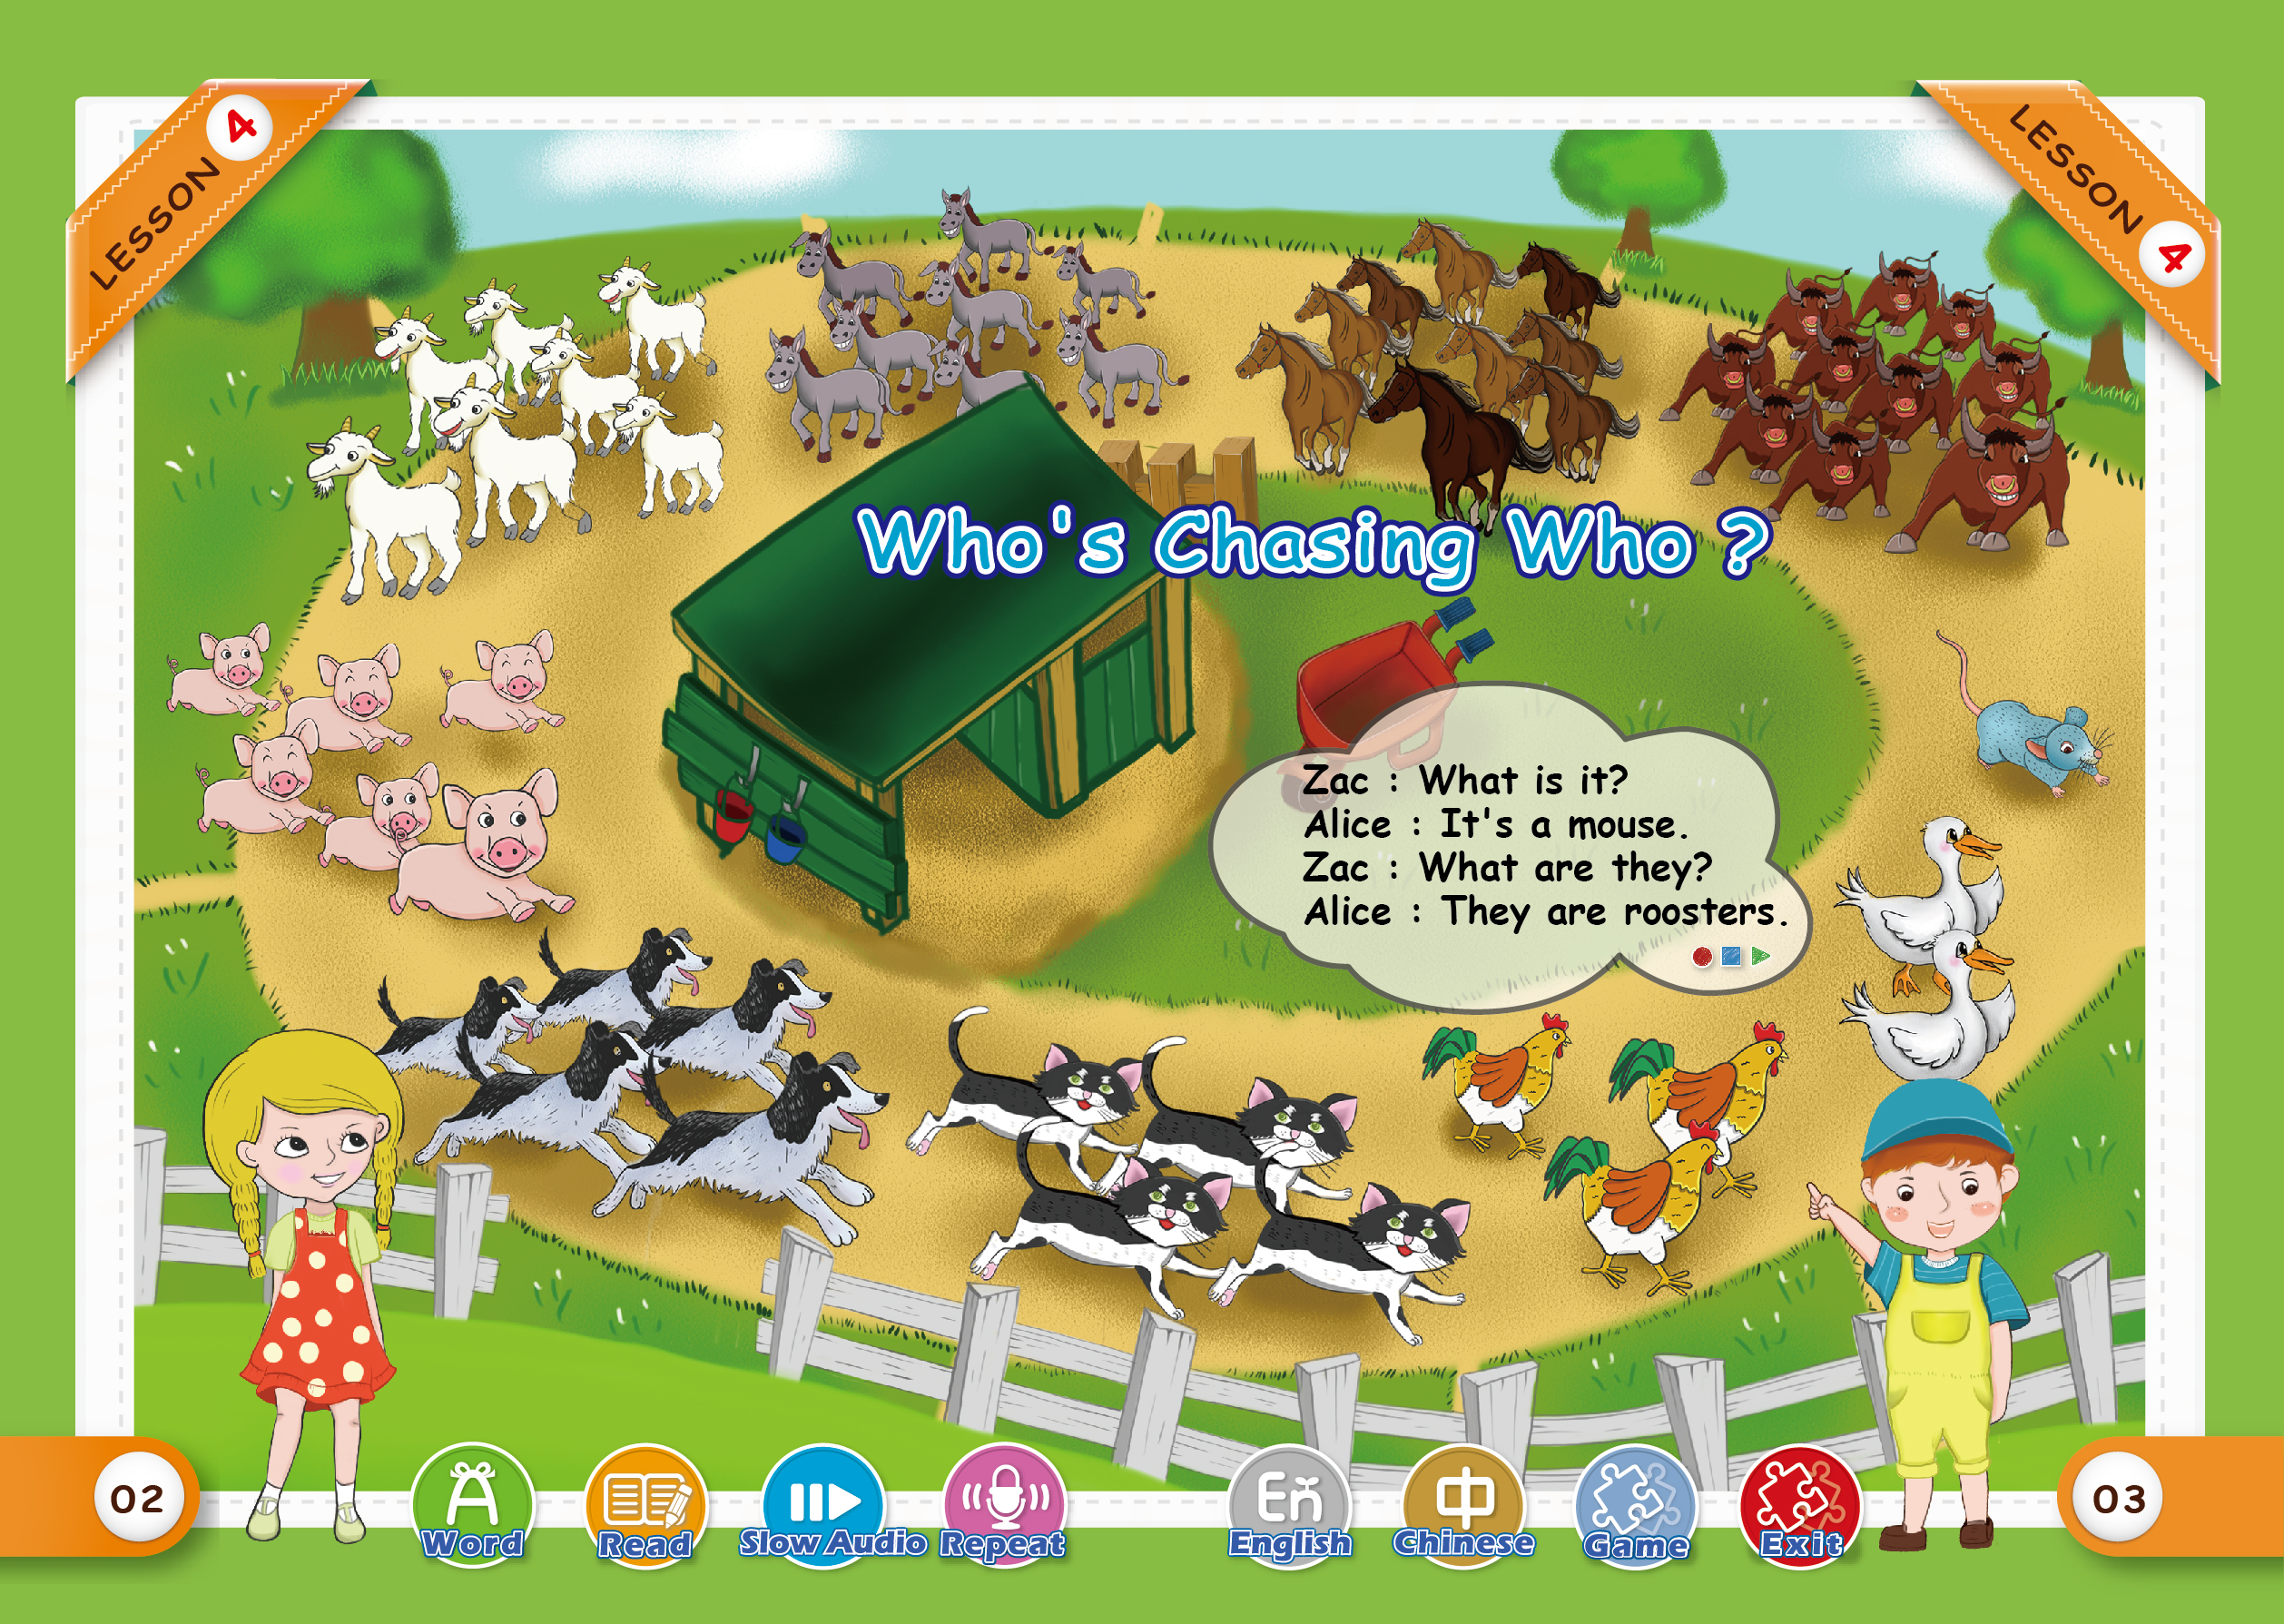 LESSON 4
LESSON 4
Who's Chasing Who ?
Zac : What is it?
Alice : It's a mouse.
Zac : What are they?
Alice : They are roosters.
02
Word
Read
Slow Audio
Repeat
En
English
中
Chinese
Game
Exit
03